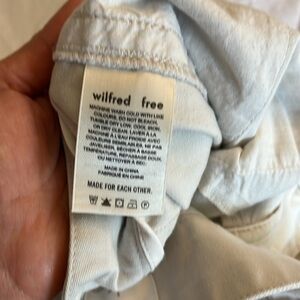 wilfred free
MACHINE WASH COLD WITH LIKE
COLOURS, DO NOT BLEACH,
TUMBLE DRY LOW, COOL IRON,
OR DRY CLEAN. LAVER À LA
MACHINE À L'EAU FROIDE AVEC
COULEURS SEMBLABLES, NE PAS
JAVELISER, SÉCHER À BASSE
TEMPÉRATURE, REPASSAGE DOUX,
OU NETTOYER À SEC.
MADE IN CHINA
FABRIQUÉ EN CHINE
MADE FOR EACH OTHER.